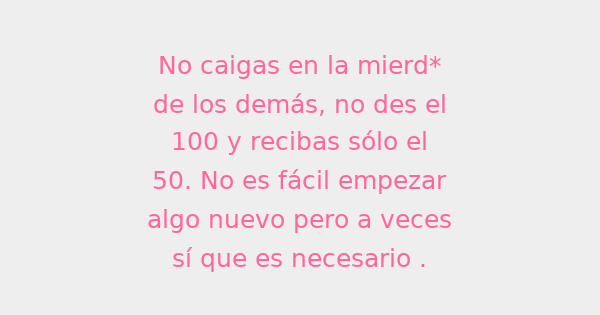 No caigas en la mierd*
de los demás, no des el
100 y recibas sólo el
50. No es fácil empezar
algo nuevo pero a veces
sí que es necesario .